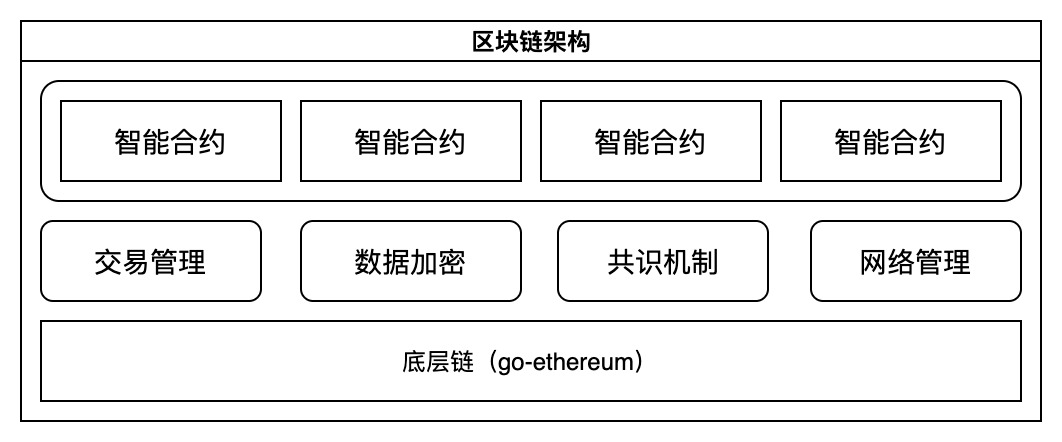 区块链架构
智能合约 智能合约 智能合约 智能合约
交易管理 数据加密 共识机制 网络管理
底层链（go-ethereum）